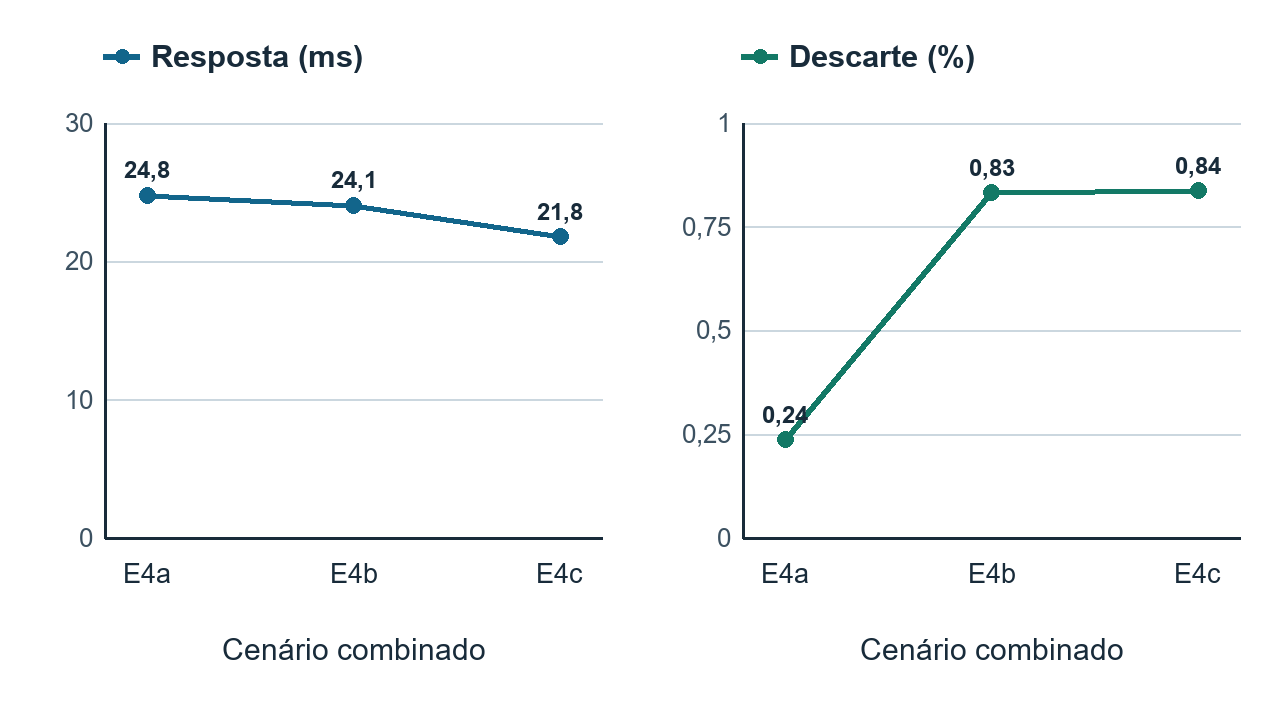 Resposta (ms)
30
20
10
0
24,8
24,1
21,8
E4a
E4b
E4c
Cenário combinado
Descarte (%)
1
0,75
0,5
0,25
0
0,24
0,83
0,84
E4a
E4b
E4c
Cenário combinado